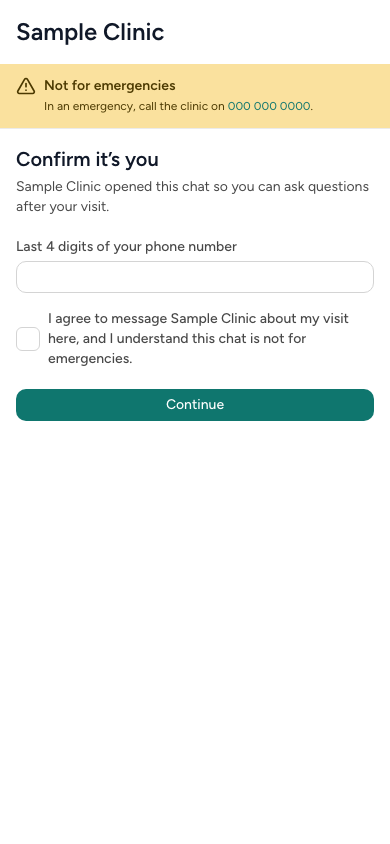 Sample Clinic
Not for emergencies
In an emergency, call the clinic on 000 000 0000.
Confirm it’s you
Sample Clinic opened this chat so you can ask questions
after your visit.
Last 4 digits of your phone number
I agree to message Sample Clinic about my visit
here, and I understand this chat is not for
emergencies.
Continue